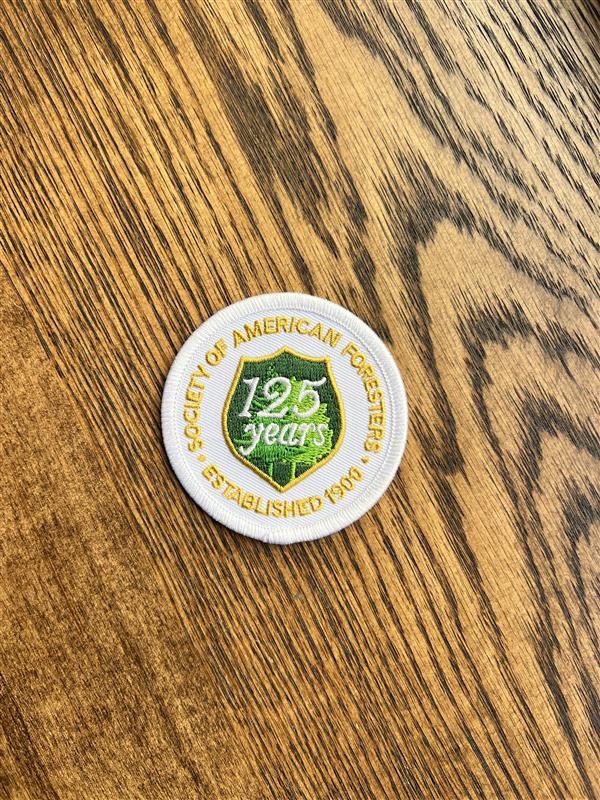 SOCIETY OF AMERICAN FORESTERS
125
years
• ESTABLISHED 1900 •